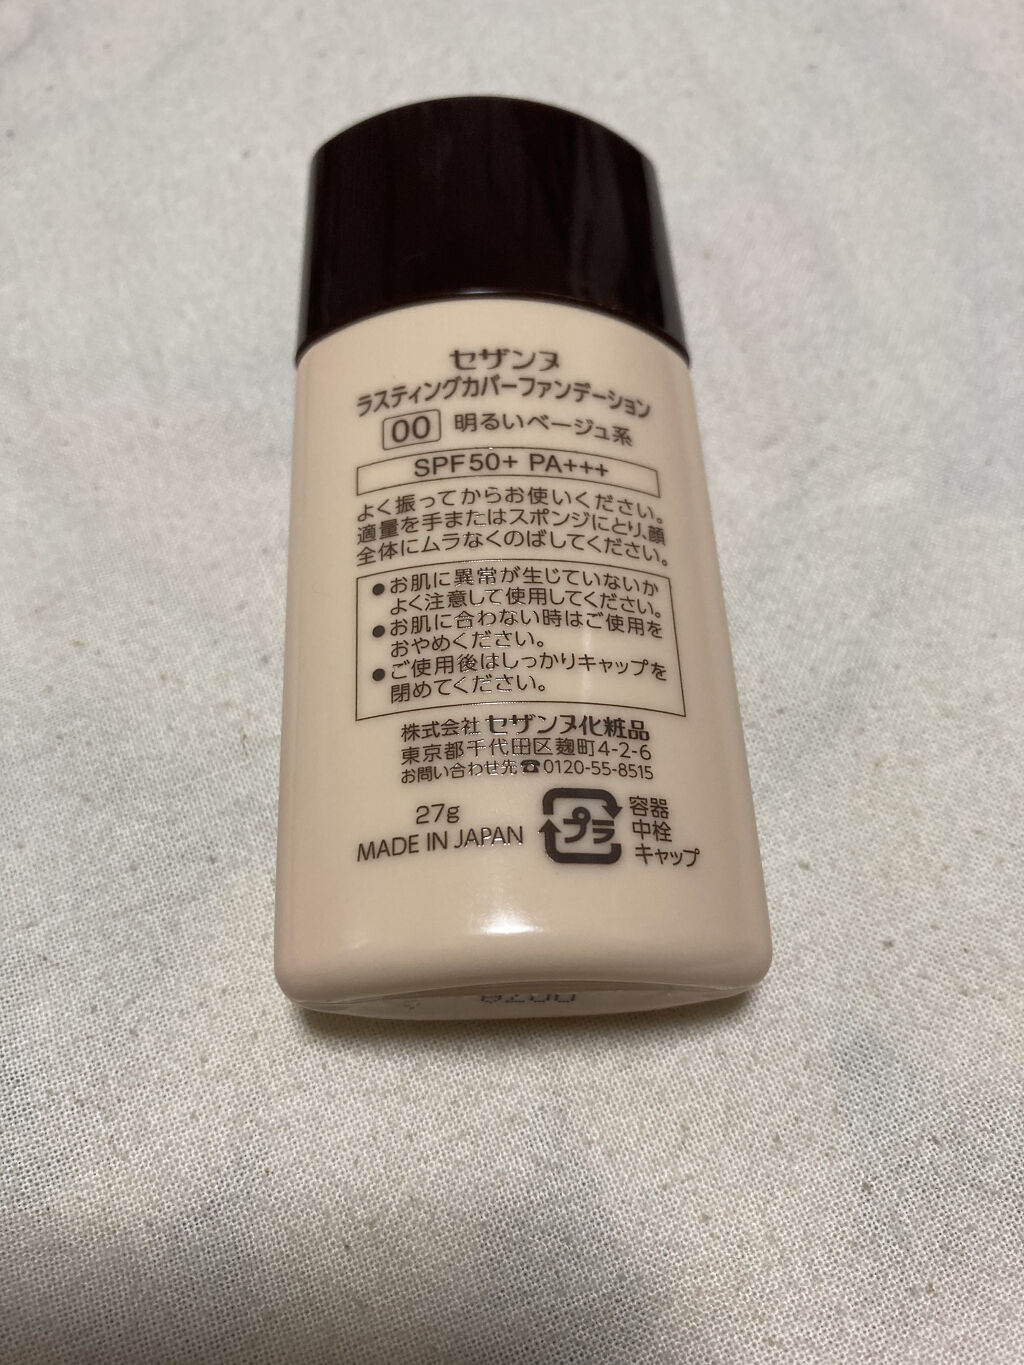 セザンヌ
ラスティングカバーファンデーション
00 明るいベージュ系
SPF50+ PA+++
よく振ってからお使いください。
適量を手またはスポンジにとり、顔
全体にムラなくのばしてください。
●お肌に異常が生じていないか
よく注意して使用してください。
●お肌に合わない時はご使用を
おやめください。
●ご使用後はしっかりキャップを
閉めてください。
株式会社 セザンヌ化粧品
東京都千代田区麹町4-2-6
お問い合わせ先☎0120-55-8515
27g
MADE IN JAPAN
プラ
容器
中栓
キャップ